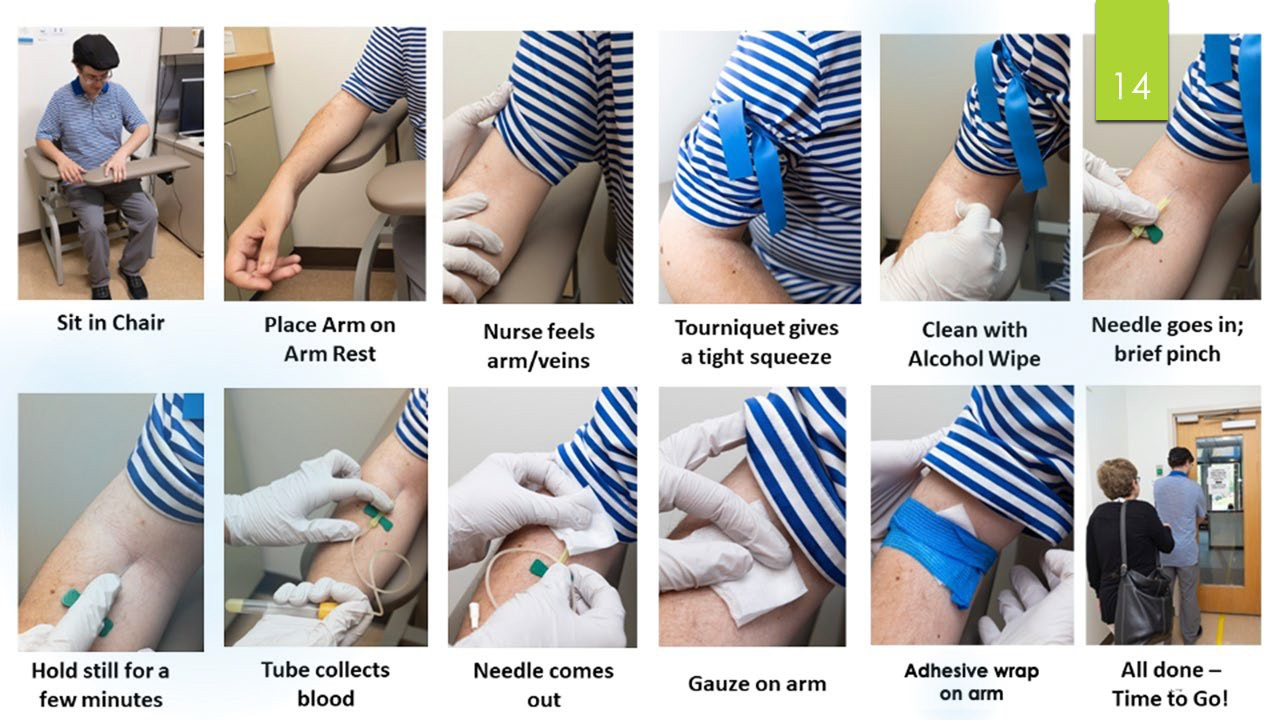 14
Sit in Chair
Place Arm on
Arm Rest
Nurse feels
arm/veins
Tourniquet gives
a tight squeeze
Clean with
Alcohol Wipe
Needle goes in;
brief pinch
Hold still for a
few minutes
Tube collects
blood
Needle comes
out
Gauze on arm
Adhesive wrap
on arm
All done –
Time to Go!